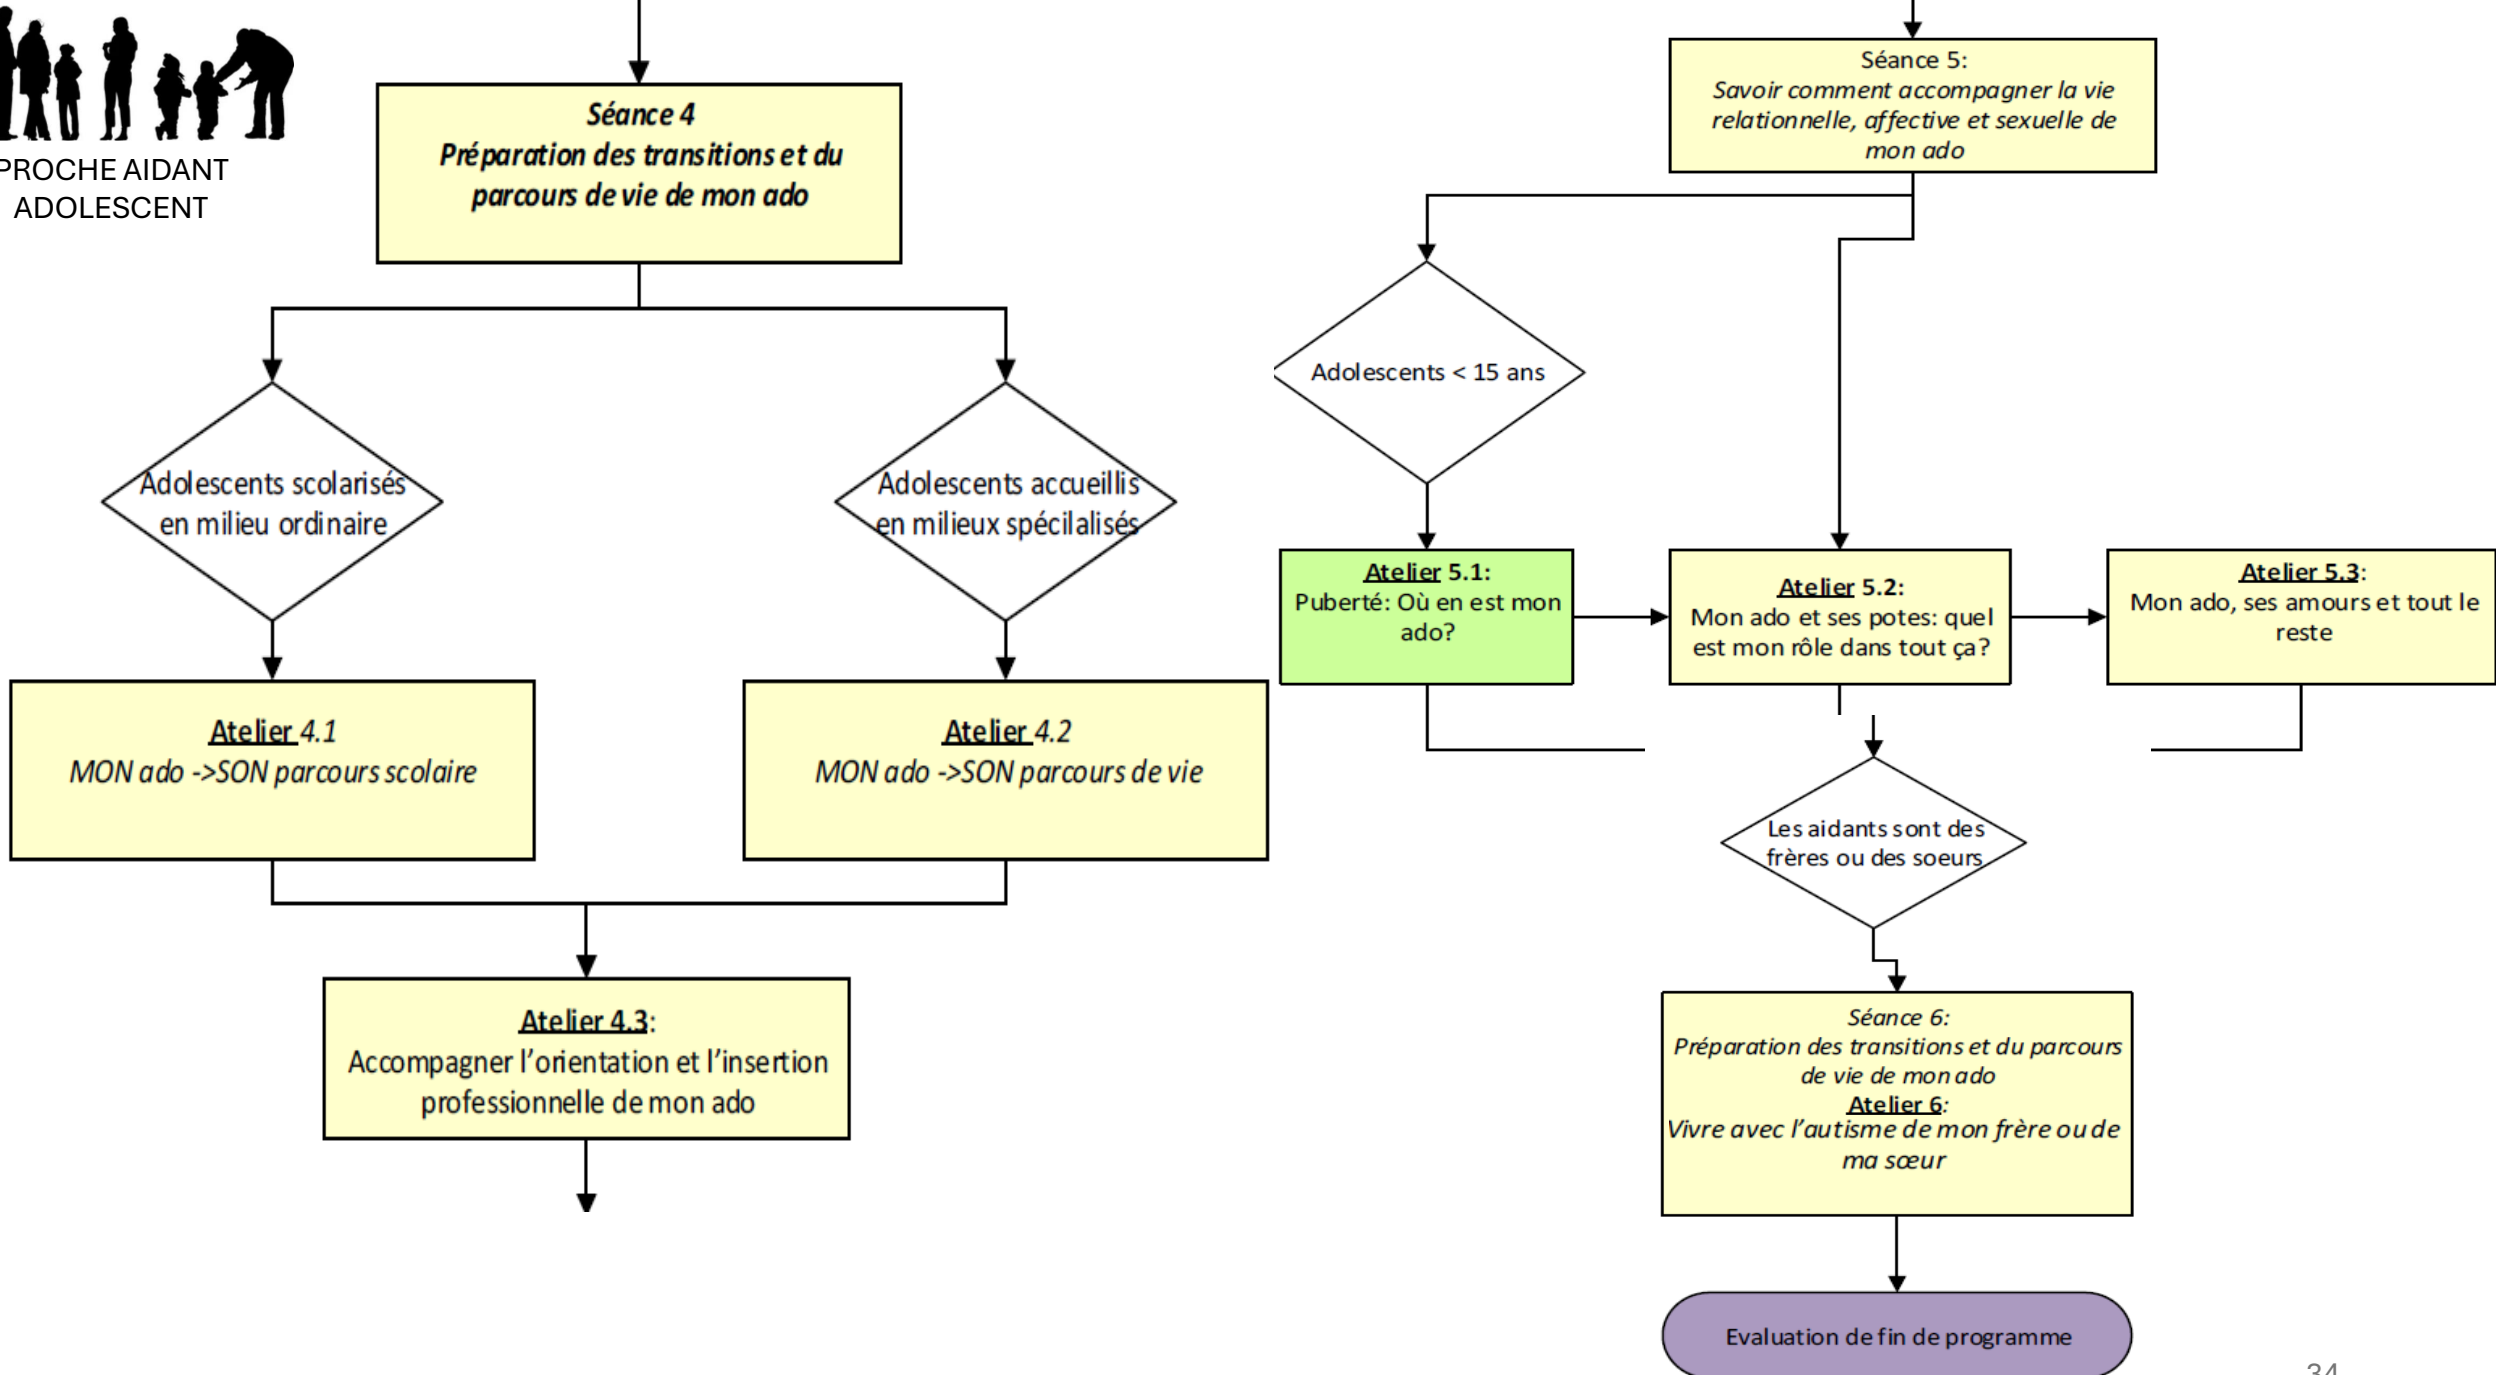 PROCHE AIDANT
ADOLESCENT
Séance 4
Préparation des transitions et du
parcours de vie de mon ado
Adolescents scolarisés
en milieu ordinaire
Adolescents accueillis
en milieux spécilalisés
Atelier 4.1
MON ado ->SON parcours scolaire
Atelier 4.2
MON ado ->SON parcours de vie
Atelier 4.3:
Accompagner l'orientation et l'insertion
professionnelle de mon ado
Séance 5:
Savoir comment accompagner la vie
relationnelle, affective et sexuelle de
mon ado
Adolescents < 15 ans
Atelier 5.1:
Puberté: Où en est mon
ado?
Atelier 5.2:
Mon ado et ses potes: quel
est mon rôle dans tout ça?
Atelier 5.3:
Mon ado, ses amours et tout le
reste
Les aidants sont des
frères ou des soeurs
Séance 6:
Préparation des transitions et du parcours
de vie de mon ado
Atelier 6:
Vivre avec l'autisme de mon frère ou de
ma sœur
Evaluation de fin de programme
34